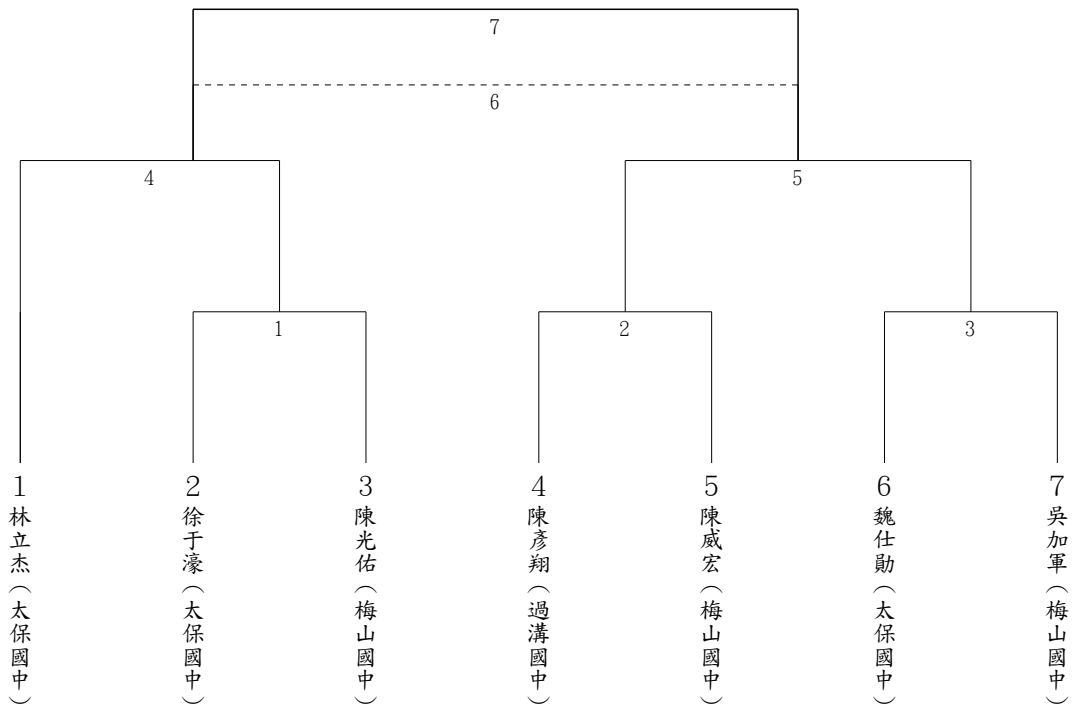 7
6
4
5
1
2
3
1
林立杰（太保國中）
2
徐于濠（太保國中）
3
陳光佑（梅山國中）
4
陳彥翔（過溝國中）
5
陳威宏（梅山國中）
6
魏仕勛（太保國中）
7
吳加軍（梅山國中）